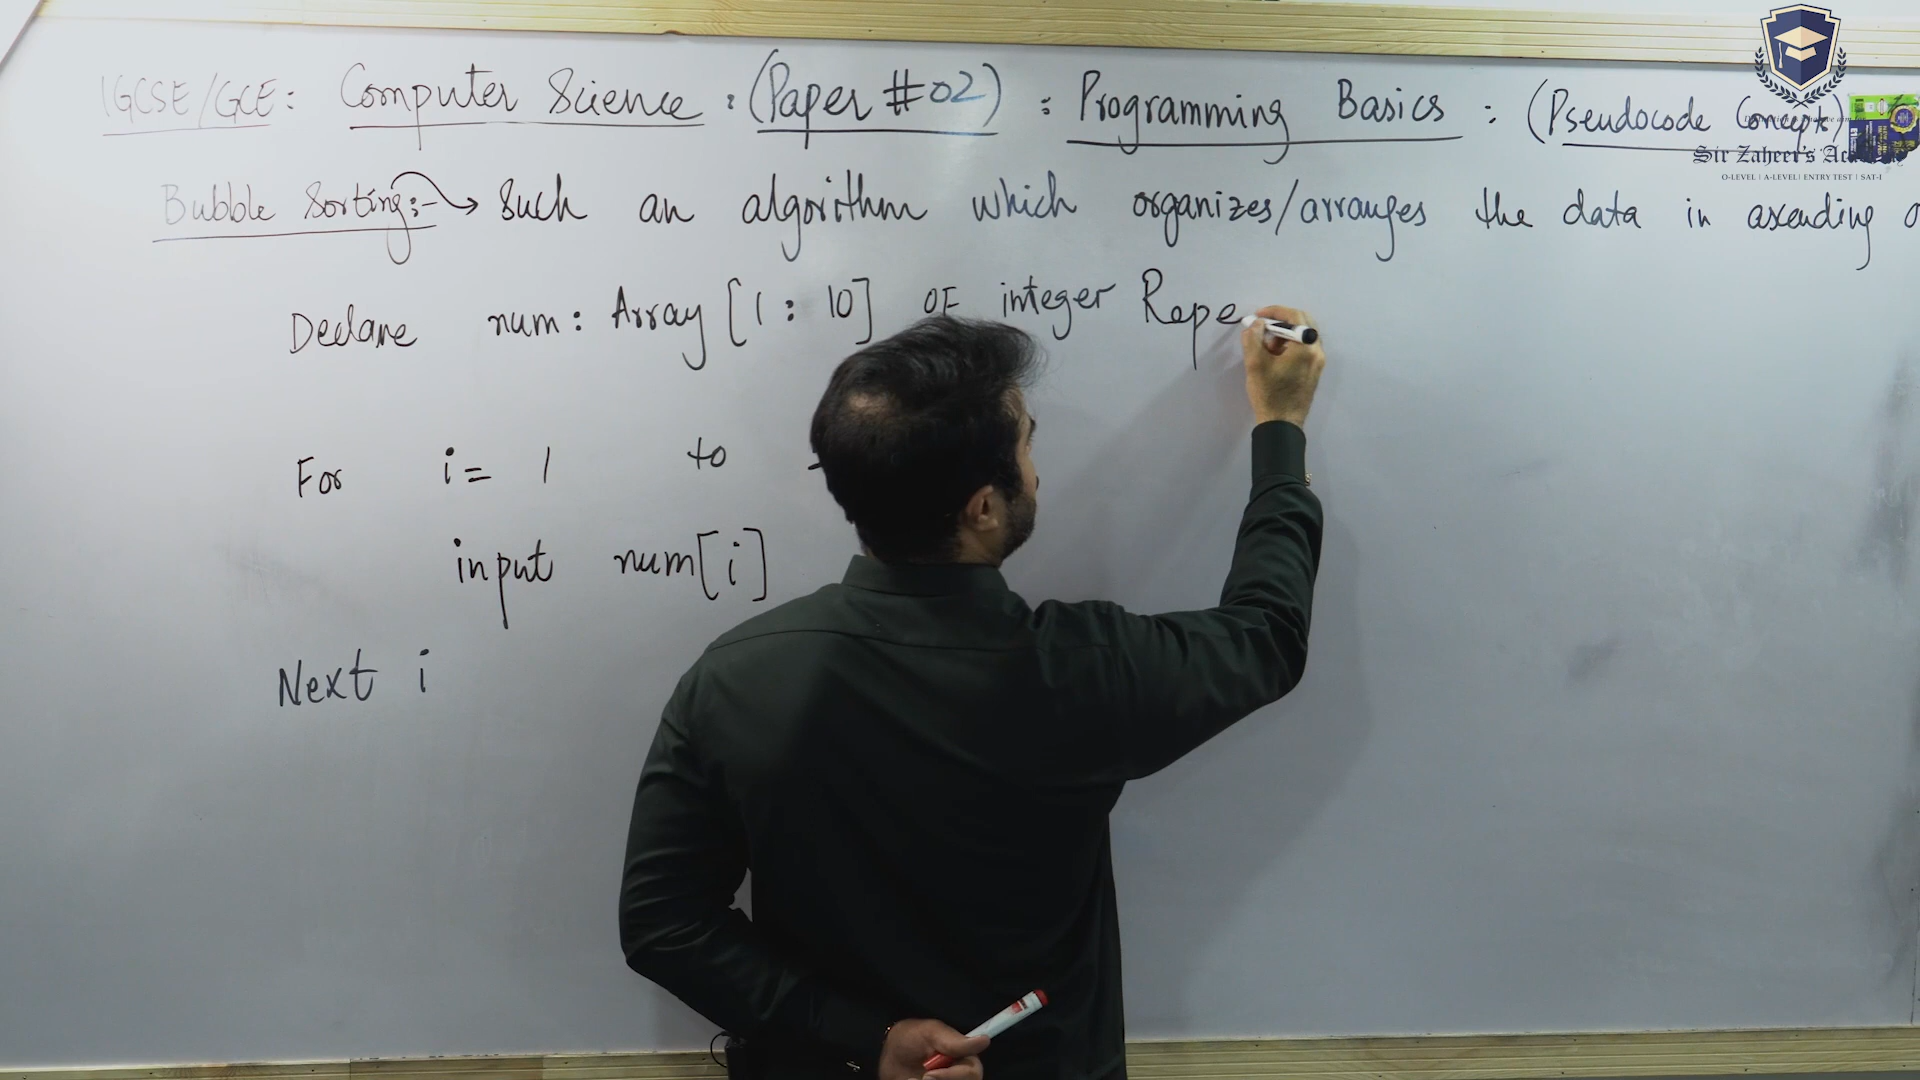 IGCSE/GCE: Computer Science : (Paper #02) : Programming Basics : (Pseudocode Concepts)
Sir Zaheer's Academy
O-LEVEL | A-LEVEL | ENTRY TEST | SAT-I
Bubble Sorting:- → Such an algorithm which organizes/arranges the data in ascending
Declare num: Array [1: 10] OF integer Repe
For i= 1 to
input num[i]
Next i